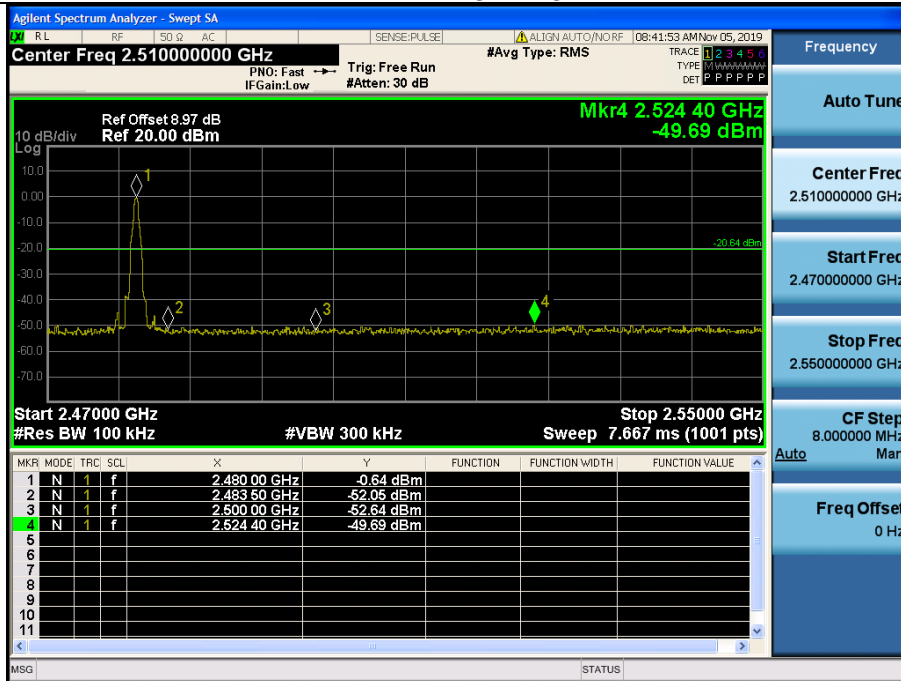 Agilent Spectrum Analyzer - Swept SA
LXI RL RF 50 Ω AC SENSE:PULSE ALIGN AUTO/NO RF 08:41:53 AM Nov 05, 2019
Center Freq 2.510000000 GHz #Avg Type: RMS TRACE 1 2 3 4 5 6
PNO: Fast Trig: Free Run TYPE MWWWWW
IFGain:Low #Atten: 30 dB DET P P P P P P
Mkr4 2.524 40 GHz
-49.69 dBm
Ref Offset 8.97 dB
10 dB/div Ref 20.00 dBm
Log
10.0
0.00
-10.0
-20.0
-30.0
-40.0
-50.0
-60.0
-70.0
1
2
3
4
-20.64 dBm
Start 2.47000 GHz Stop 2.55000 GHz
#Res BW 100 kHz #VBW 300 kHz Sweep 7.667 ms (1001 pts)
MKR MODE TRC SCL X Y FUNCTION FUNCTION WIDTH FUNCTION VALUE
1 N 1 f 2.480 00 GHz -0.64 dBm
2 N 1 f 2.483 50 GHz -52.05 dBm
3 N 1 f 2.500 00 GHz -52.64 dBm
4 N 1 f 2.524 40 GHz -49.69 dBm
5
6
7
8
9
10
11
MSG STATUS
Frequency
Auto Tune
Center Freq
2.510000000 GHz
Start Freq
2.470000000 GHz
Stop Freq
2.550000000 GHz
CF Step
8.000000 MHz
Auto Man
Freq Offset
0 Hz